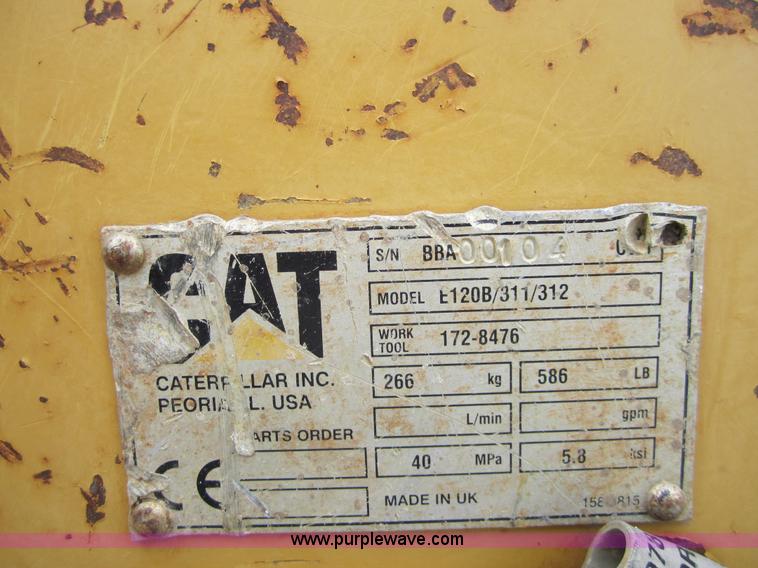 CAT
CATERPILLAR INC.
PEORIA, IL. USA
PARTS ORDER
CE
S/N BBA00104
MODEL E120B/311/312
WORK TOOL 172-8476
266 kg 586 LB
L/min gpm
40 MPa 5.8 ksi
MADE IN UK
www.purplewave.com